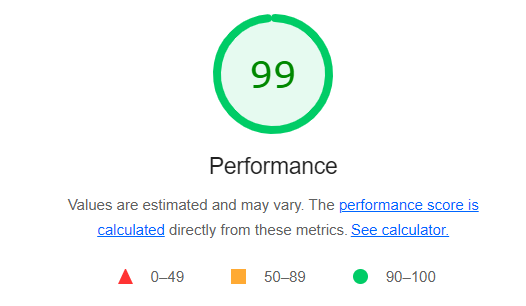 99
Performance
Values are estimated and may vary. The performance score is
calculated directly from these metrics. See calculator.
0–49 50–89 90–100